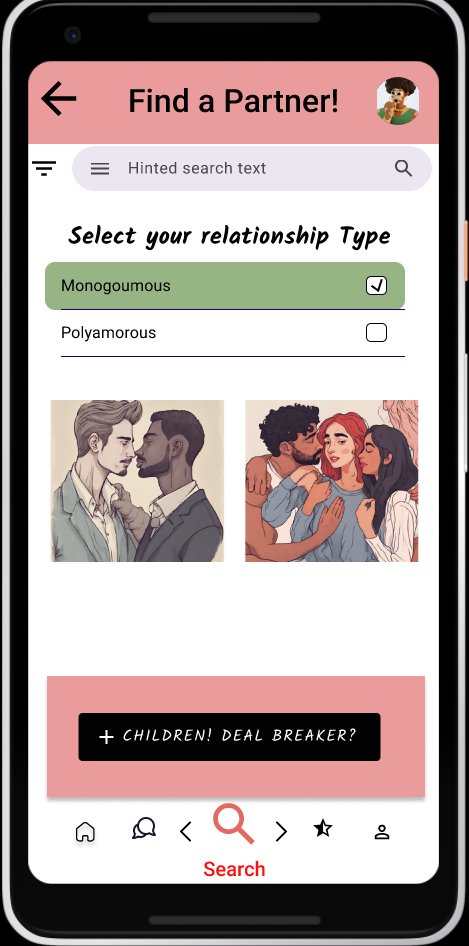 Find a Partner!
Hinted search text
Select your relationship Type
Monogoumous
Polyamorous
+ CHILDREN! DEAL BREAKER?
Search